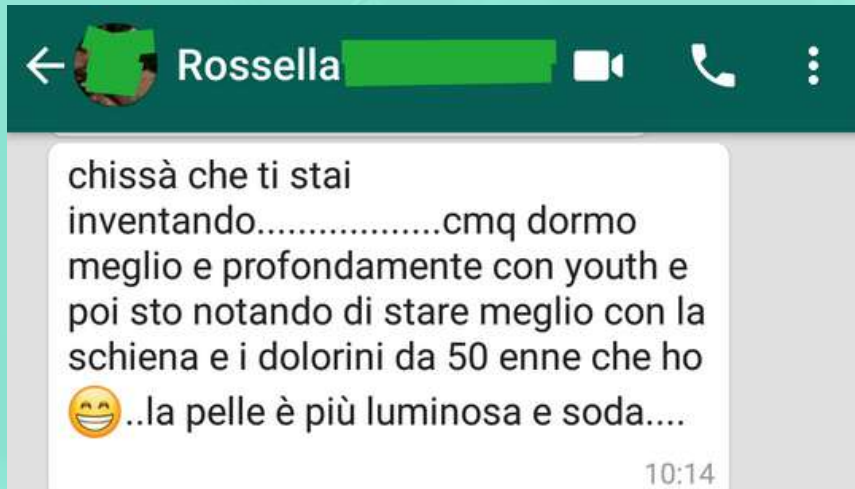 Rossella
chissà che ti stai
inventando..................cmq dormo
meglio e profondamente con youth e
poi sto notando di stare meglio con la
schiena e i dolorini da 50 enne che ho
😁..la pelle è più luminosa e soda....
10:14